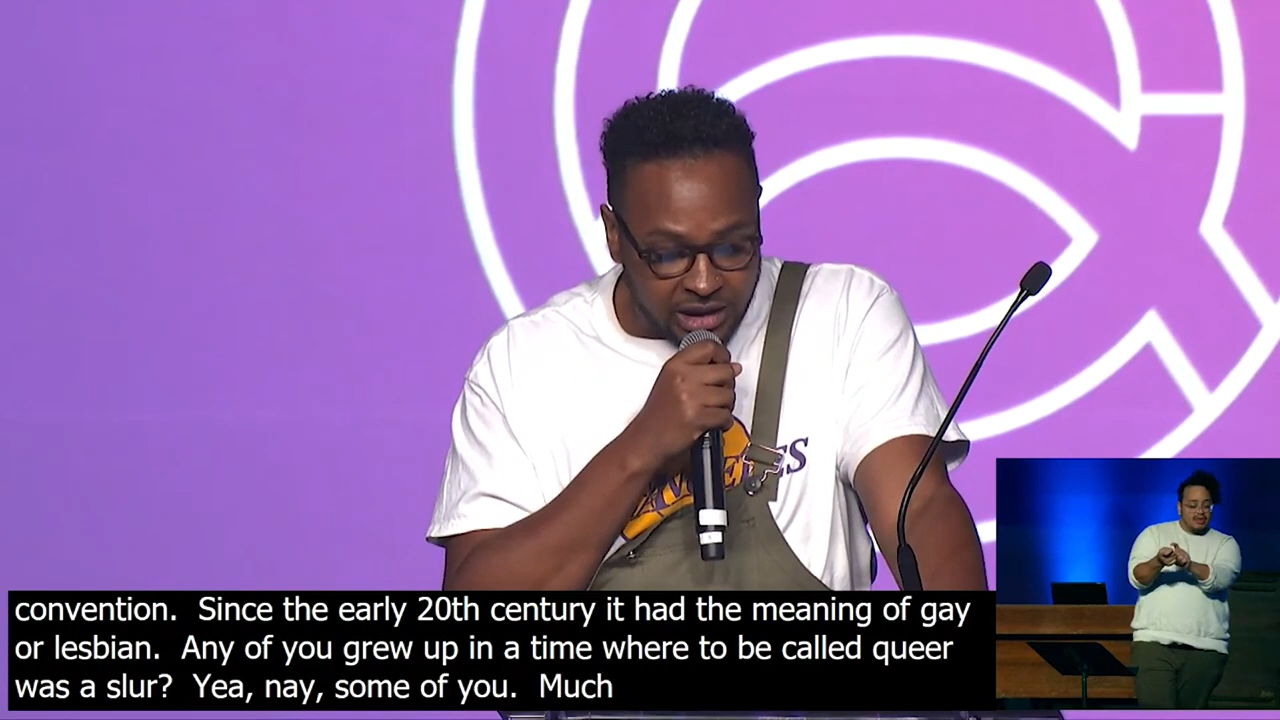 convention.  Since the early 20th century it had the meaning of gay
or lesbian.  Any of you grew up in a time where to be called queer
was a slur?  Yea, nay, some of you.  Much